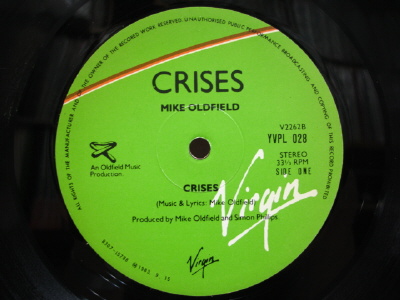 ALL RIGHTS OF THE MANUFACTURER AND OF THE OWNER OF THE RECORDED WORK RESERVED. UNAUTHORISED PUBLIC PERFORMANCE BROADCASTING AND COPYING OF THIS RECORD PROHIBITED
CRISES
MIKE OLDFIELD
V2262B
YVPL 028
STEREO
33⅓ RPM
SIDE ONE
An Oldfield Music
Production.
CRISES
(Music & Lyrics: Mike Oldfield)
Produced by Mike Oldfield and Simon Phillips.
Virgin
Virgin